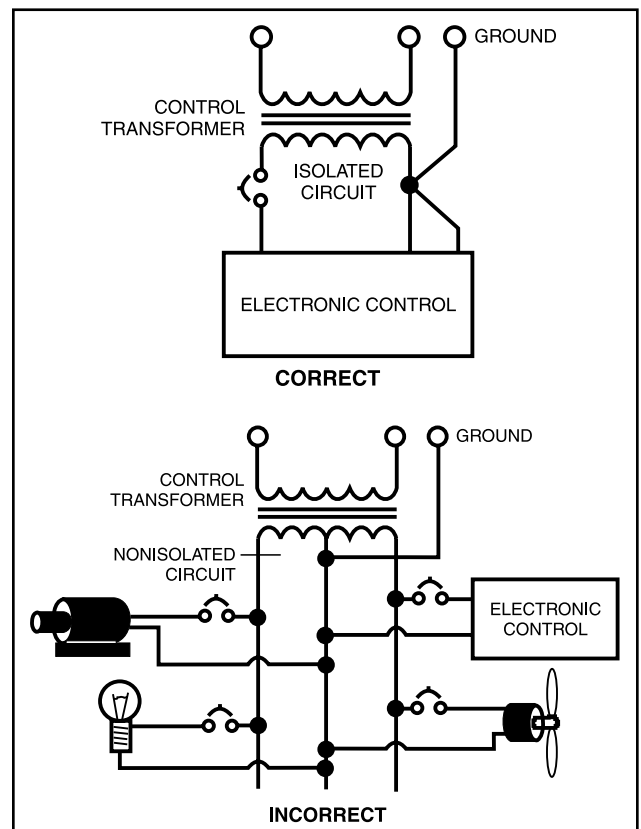 GROUND
CONTROL
TRANSFORMER
ISOLATED
CIRCUIT
ELECTRONIC CONTROL
CORRECT
GROUND
CONTROL
TRANSFORMER
NONISOLATED
CIRCUIT
ELECTRONIC
CONTROL
INCORRECT